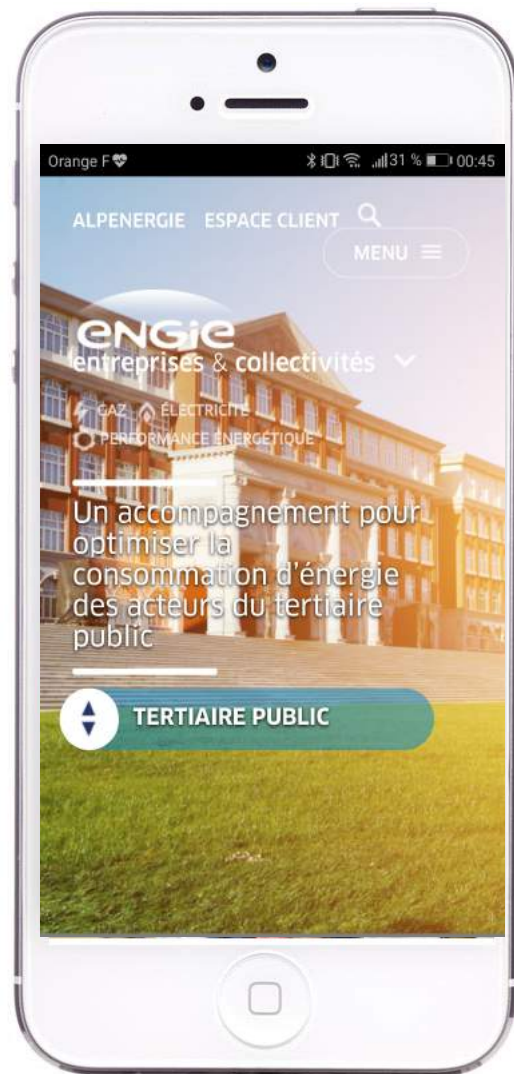 Orange F 31 % 00:45
ALPENERGIE ESPACE CLIENT
MENU
ENGIE
entreprises & collectivités
GAZ ÉLECTRICITÉ
PERFORMANCE ÉNERGÉTIQUE
Un accompagnement pour
optimiser la
consommation d'énergie
des acteurs du tertiaire
public
TERTIAIRE PUBLIC